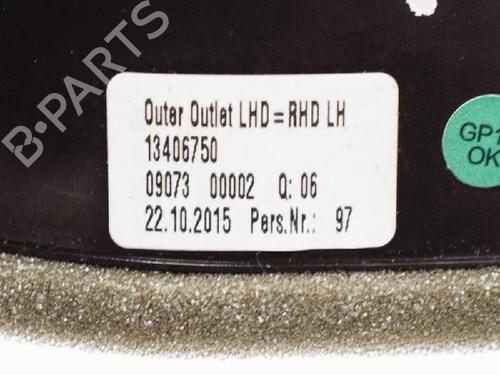 B-PARTS
Outer Outlet LHD=RHD LH
13406750
09073 00002 Q: 06
22.10.2015 Pers.Nr.: 97
GP1
OK